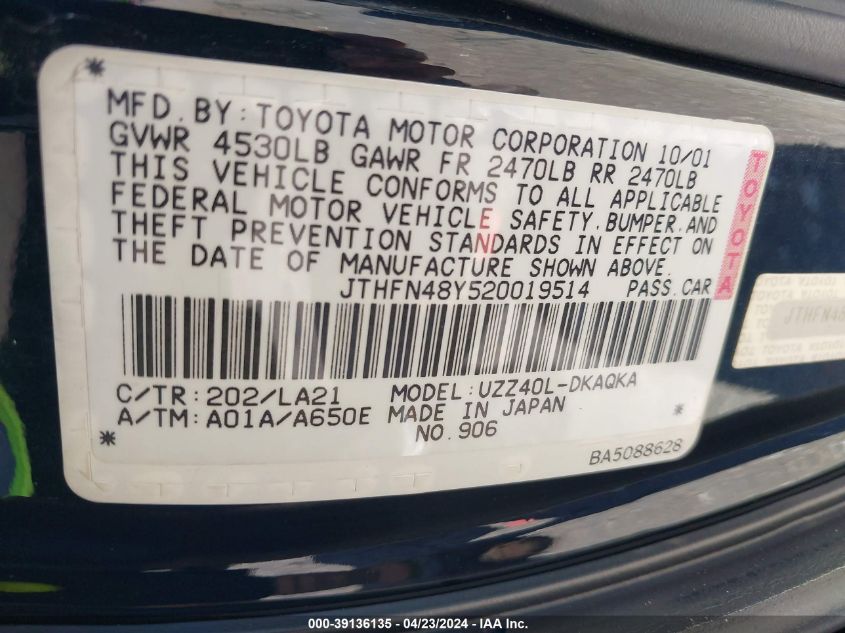 MFD. BY: TOYOTA MOTOR CORPORATION 10/01
GVWR 4530LB GAWR FR 2470LB RR 2470LB
THIS VEHICLE CONFORMS TO ALL APPLICABLE
FEDERAL MOTOR VEHICLE SAFETY, BUMPER, AND
THEFT PREVENTION STANDARDS IN EFFECT ON
THE DATE OF MANUFACTURE SHOWN ABOVE.
JTHFN48Y520019514 PASS. CAR
TOYOTA
C/TR: 202/LA21 MODEL: UZZ40L-DKAQKA
A/TM: A01A/A650E MADE IN JAPAN
NO. 906
BA5088628
JTHFN48
000-39136135 - 04/23/2024 - IAA Inc.